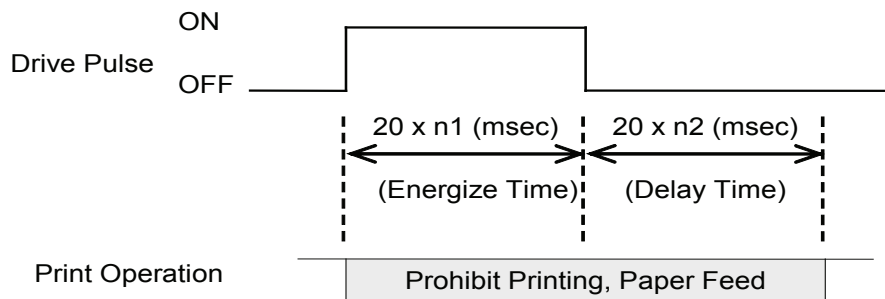 ON
Drive Pulse
OFF
20 x n1 (msec) 20 x n2 (msec)
(Energize Time) (Delay Time)
Print Operation Prohibit Printing, Paper Feed